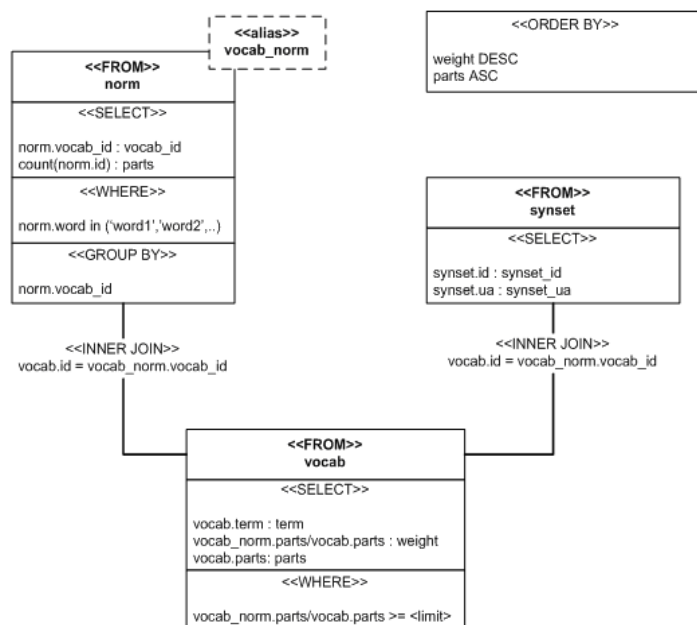 <<alias>>
vocab_norm
<<FROM>>
norm
<<SELECT>>
norm.vocab_id : vocab_id
count(norm.id) : parts
<<WHERE>>
norm.word in ('word1','word2',..)
<<GROUP BY>>
norm.vocab_id
<<INNER JOIN>>
vocab.id = vocab_norm.vocab_id
<<ORDER BY>>
weight DESC
parts ASC
<<FROM>>
synset
<<SELECT>>
synset.id : synset_id
synset.ua : synset_ua
<<INNER JOIN>>
vocab.id = vocab_norm.vocab_id
<<FROM>>
vocab
<<SELECT>>
vocab.term : term
vocab_norm.parts/vocab.parts : weight
vocab.parts: parts
<<WHERE>>
vocab_norm.parts/vocab.parts >= <limit>